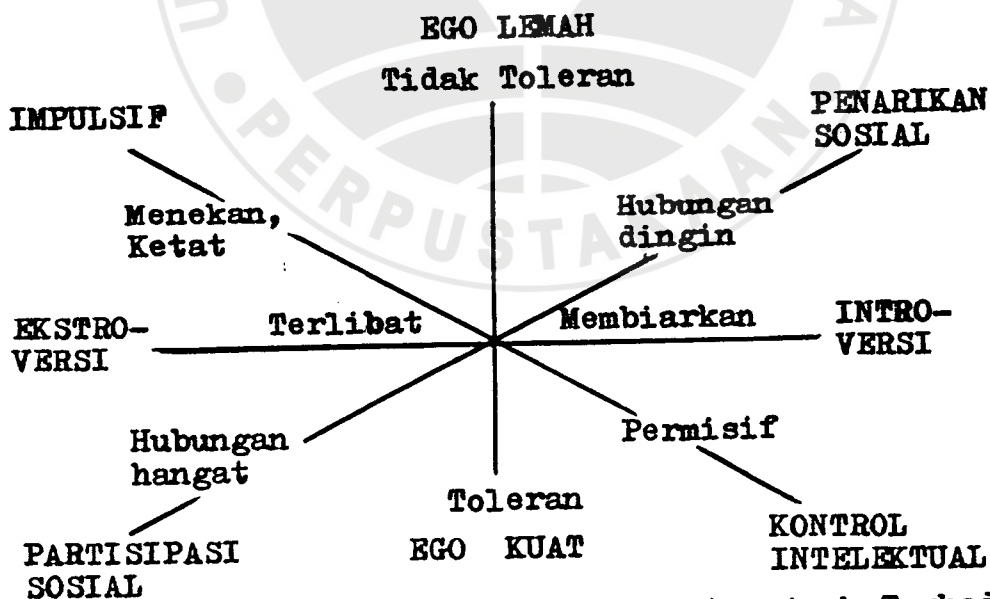 EGO LEMAH
Tidak Toleran
IMPULSIF
PENARIKAN
SOSIAL
Menekan,
Ketat
Hubungan
dingin
EKSTRO-
VERSI
Terlibat
Membiarkan
INTRO-
VERSI
Hubungan
hangat
Permisif
Toleran
EGO KUAT
PARTISIPASI
SOSIAL
KONTROL
INTELEKTUAL
PERPUSTAKAAN